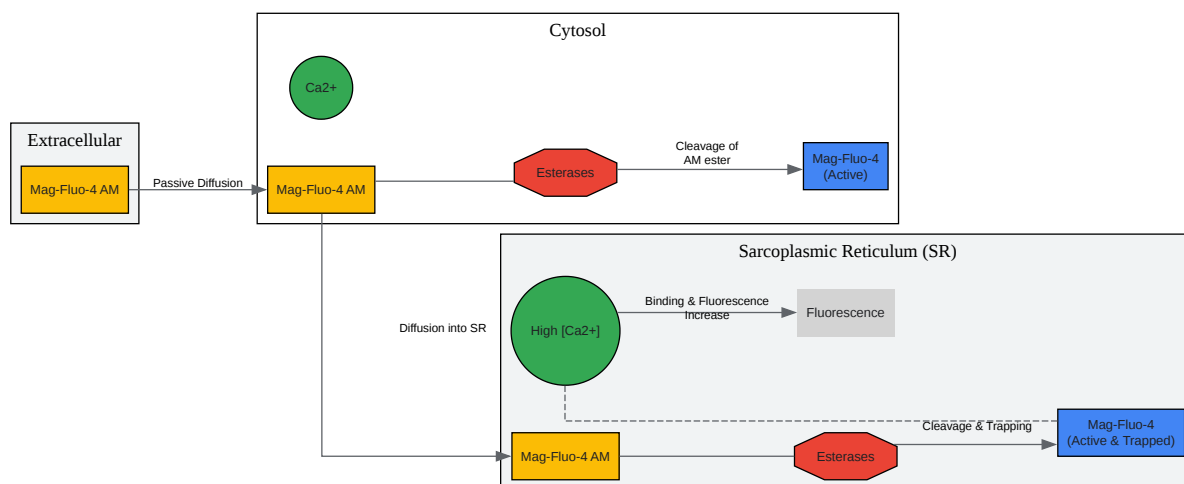 Cytosol
Ca2+
Extracellular
Mag-Fluo-4 AM
Passive Diffusion
Mag-Fluo-4 AM
Esterases
Cleavage of
AM ester
Mag-Fluo-4
(Active)
Sarcoplasmic Reticulum (SR)
Diffusion into SR
High [Ca2+]
Binding & Fluorescence
Increase
Fluorescence
Mag-Fluo-4 AM
Esterases
Cleavage & Trapping
Mag-Fluo-4
(Active & Trapped)